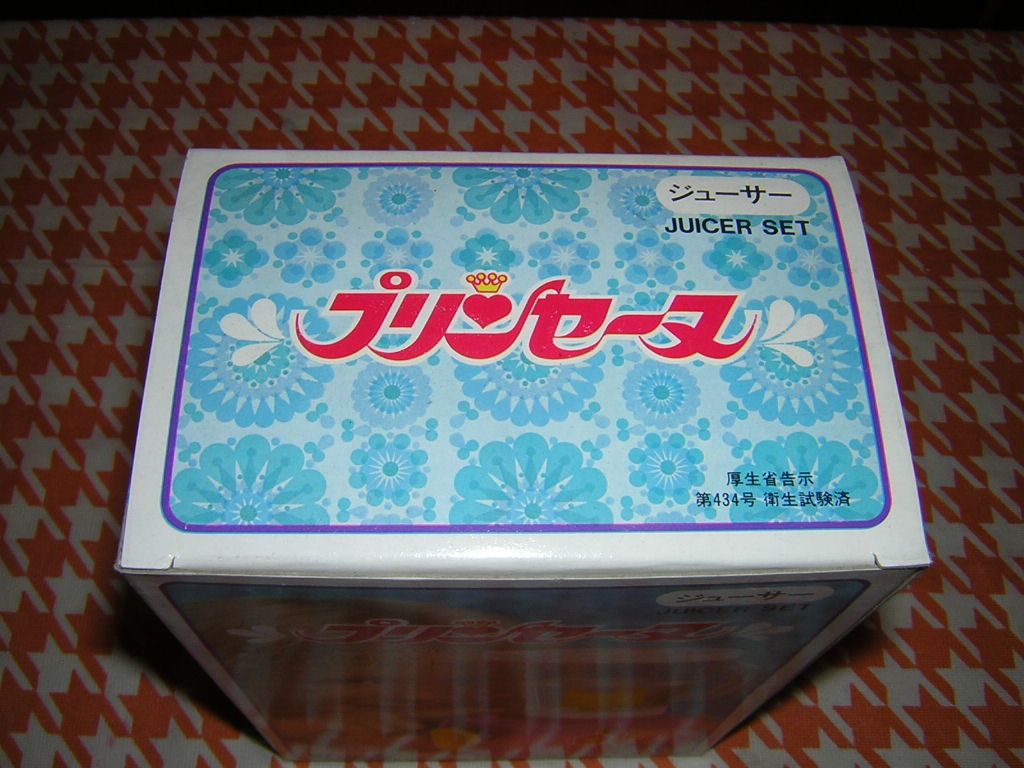 ジューサー
JUICER SET
プリンセース
厚生省告示
第434号 衛生試験済
ジューサー
JUICER SET
プリンセース